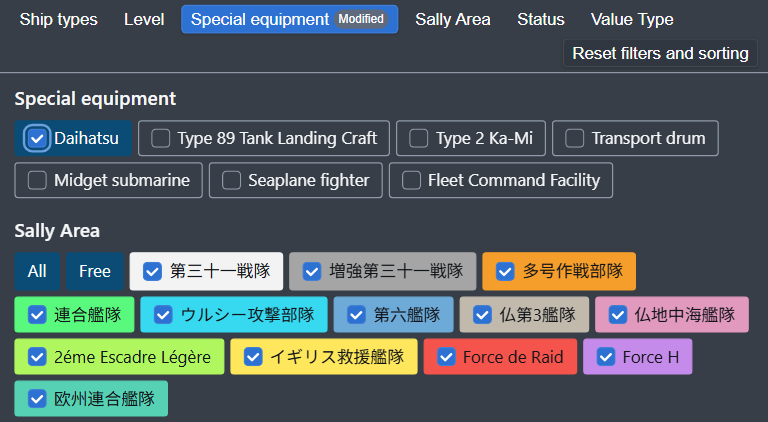 Ship types Level Special equipment Modified Sally Area Status Value Type
Reset filters and sorting
Special equipment
Daihatsu Type 89 Tank Landing Craft Type 2 Ka-Mi Transport drum
Midget submarine Seaplane fighter Fleet Command Facility
Sally Area
All Free 第三十一戦隊 増強第三十一戦隊 多号作戦部隊
連合艦隊 ウルシー攻撃部隊 第六艦隊 仏第3艦隊 仏地中海艦隊
2éme Escadre Légère イギリス救援艦隊 Force de Raid Force H
欧州連合艦隊